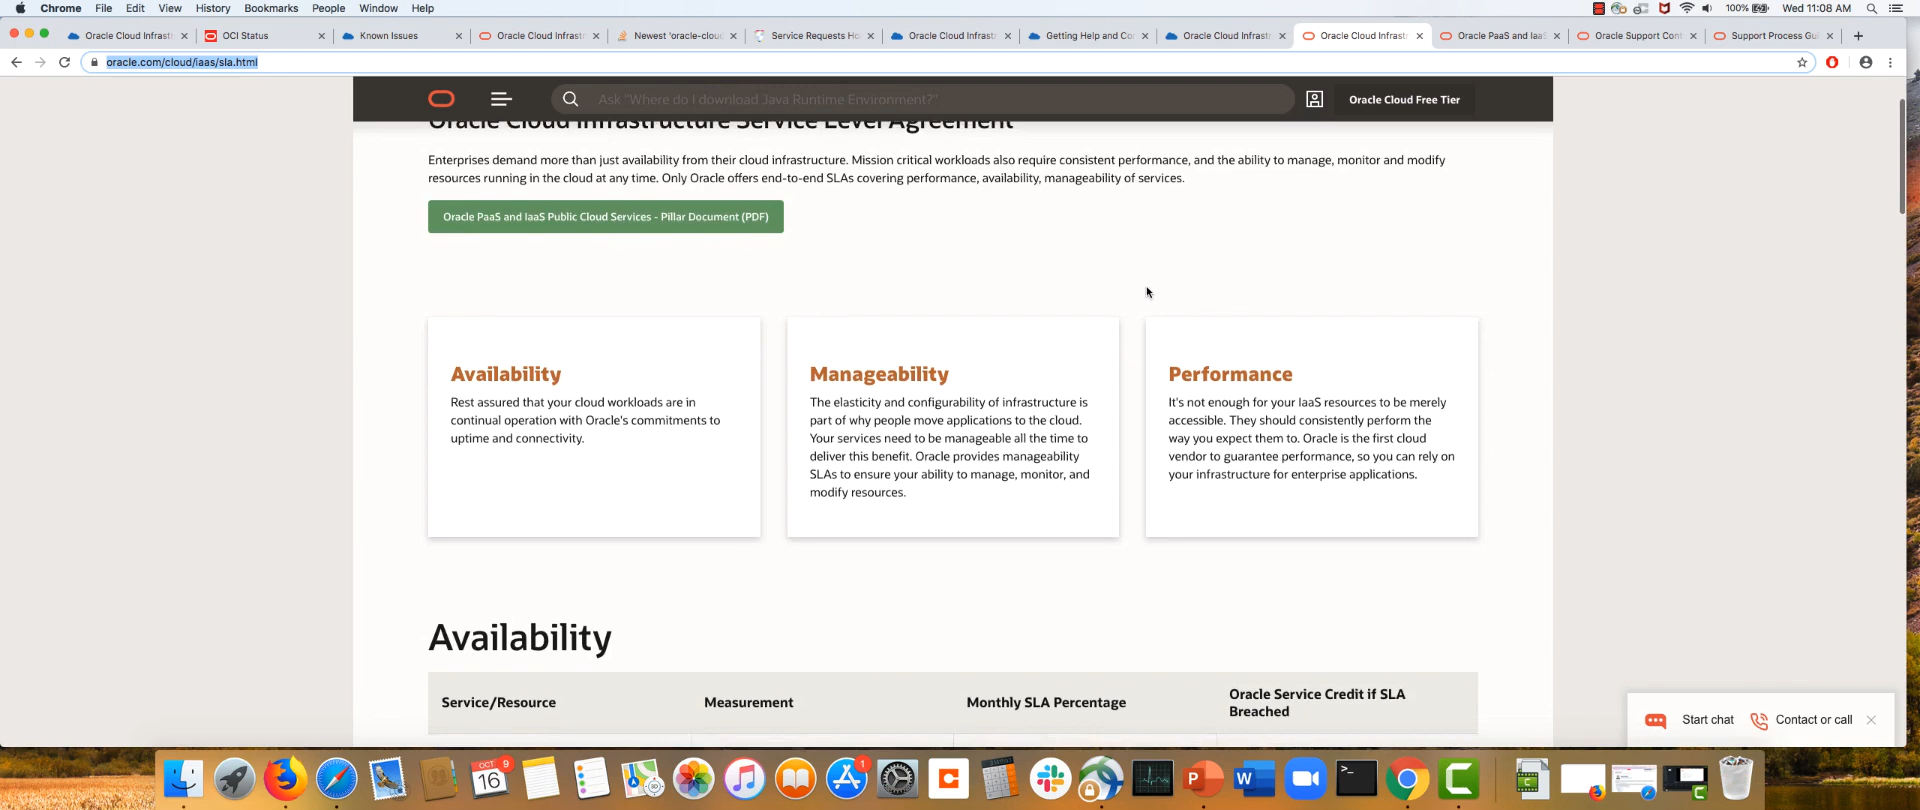 Chrome File Edit View History Bookmarks People Window Help 100% Wed 11:08 AM
Oracle Cloud Infrast OCI Status Known Issues Oracle Cloud Infrast Newest 'oracle-cloud Service Requests Ho Oracle Cloud Infrast Getting Help and Co Oracle Cloud Infrast Oracle Cloud Infrast Oracle PaaS and IaaS Oracle Support Cont Support Process Gui
oracle.com/cloud/iaas/sla.html
Ask "Where do I download Java Runtime Environment?" Oracle Cloud Free Tier
Oracle Cloud Infrastructure Service Level Agreement
Enterprises demand more than just availability from their cloud infrastructure. Mission critical workloads also require consistent performance, and the ability to manage, monitor and modify
resources running in the cloud at any time. Only Oracle offers end-to-end SLAs covering performance, availability, manageability of services.
Oracle PaaS and IaaS Public Cloud Services - Pillar Document (PDF)
Availability
Rest assured that your cloud workloads are in
continual operation with Oracle's commitments to
uptime and connectivity.
Manageability
The elasticity and configurability of infrastructure is
part of why people move applications to the cloud.
Your services need to be manageable all the time to
deliver this benefit. Oracle provides manageability
SLAs to ensure your ability to manage, monitor, and
modify resources.
Performance
It's not enough for your IaaS resources to be merely
accessible. They should consistently perform the
way you expect them to. Oracle is the first cloud
vendor to guarantee performance, so you can rely on
your infrastructure for enterprise applications.
Availability
Service/Resource Measurement Monthly SLA Percentage Oracle Service Credit if SLA
Breached
Start chat Contact or call
OCT
16
9
1